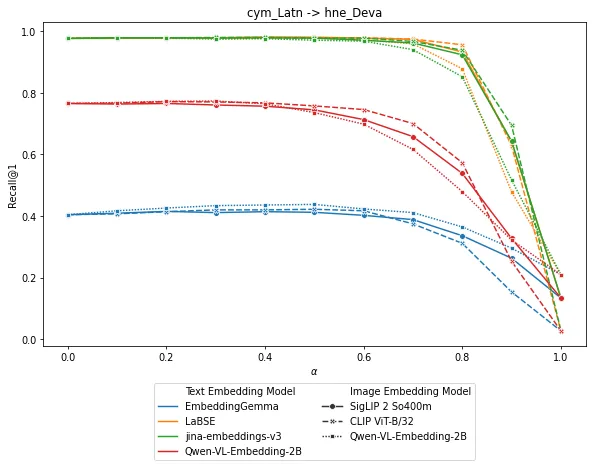 cym_Latn -> hne_Deva
Recall@1
1.0
0.8
0.6
0.4
0.2
0.0
0.0 0.2 0.4 0.6 0.8 1.0
α
Text Embedding Model
EmbeddingGemma
LaBSE
jina-embeddings-v3
Qwen-VL-Embedding-2B
Image Embedding Model
SigLIP 2 So400m
CLIP ViT-B/32
Qwen-VL-Embedding-2B